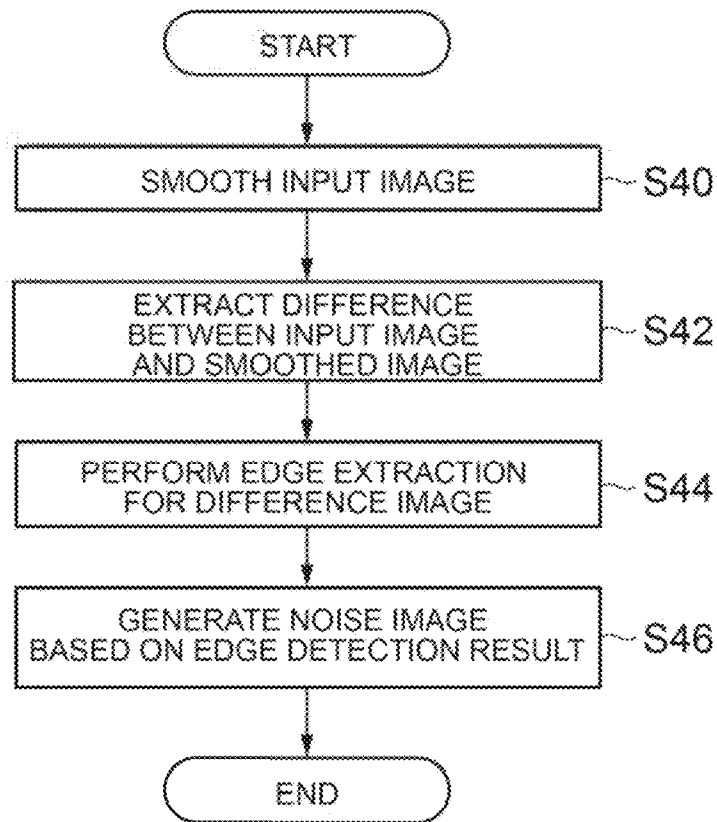 START
SMOOTH INPUT IMAGE
S40
EXTRACT DIFFERENCE
BETWEEN INPUT IMAGE
AND SMOOTHED IMAGE
S42
PERFORM EDGE EXTRACTION
FOR DIFFERENCE IMAGE
S44
GENERATE NOISE IMAGE
BASED ON EDGE DETECTION RESULT
S46
END